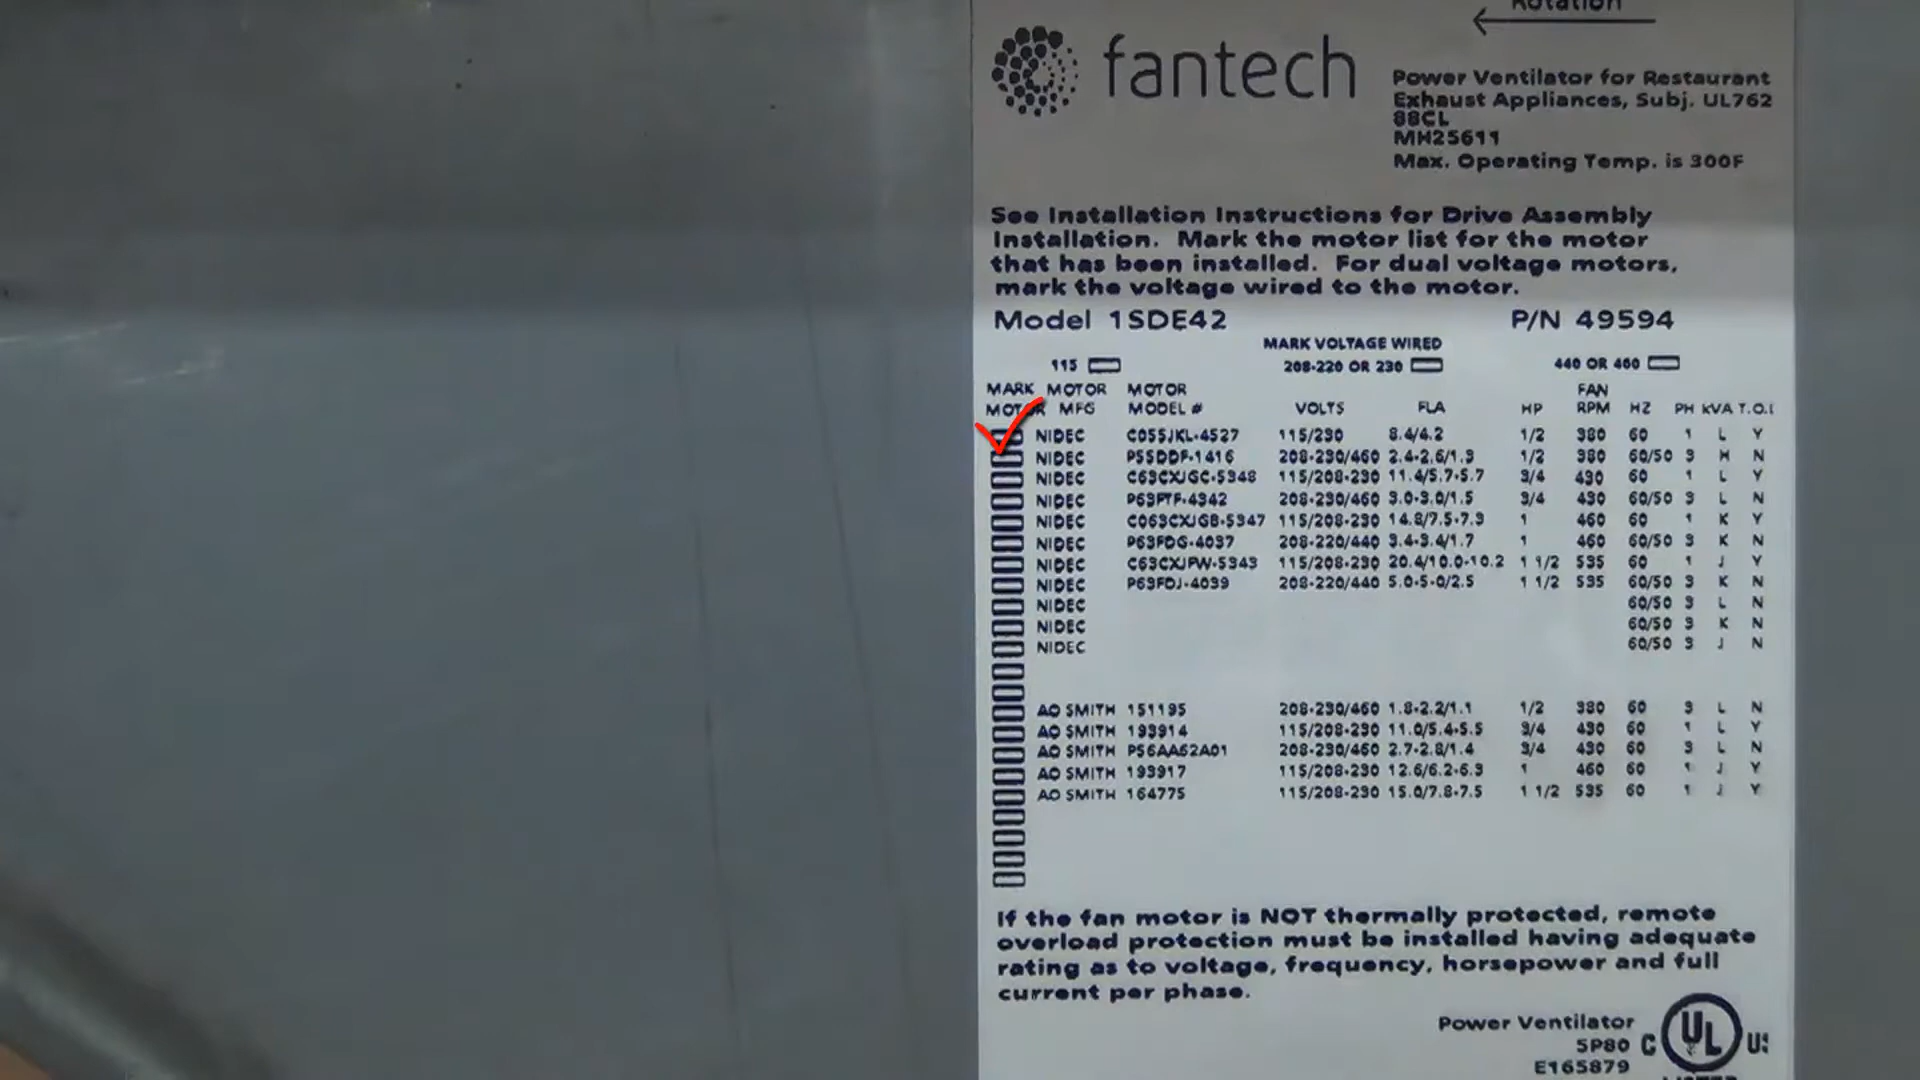 Rotation
fantech
Power Ventilator for Restaurant
Exhaust Appliances, Subj. UL762
88CL
MH25611
Max. Operating Temp. is 300F
See Installation Instructions for Drive Assembly
Installation. Mark the motor list for the motor
that has been installed. For dual voltage motors,
mark the voltage wired to the motor.
Model 1SDE42 P/N 49594
MARK VOLTAGE WIRED
115 208-220 OR 230 440 OR 460
MARK MOTOR MOTOR FAN
MOTOR MFG MODEL # VOLTS FLA HP RPM HZ PH KVA T.O.L
NIDEC C055JKL-4527 115/230 8.4/4.2 1/2 380 60 1 L Y
NIDEC P55DDF-1416 208-230/460 2.4-2.6/1.3 1/2 380 60/50 3 H N
NIDEC C63CXJGC-5348 115/208-230 11.4/5.7-5.7 3/4 430 60 1 L Y
NIDEC P63PTF-4342 208-230/460 3.0-3.0/1.5 3/4 430 60/50 3 L N
NIDEC C063CXJGB-5347 115/208-230 14.8/7.5-7.3 1 460 60 1 K Y
NIDEC P63FDG-4037 208-220/440 3.4-3.4/1.7 1 460 60/50 3 K N
NIDEC C63CXJFW-5343 115/208-230 20.4/10.0-10.2 1 1/2 535 60 1 J Y
NIDEC P63FDJ-4039 208-220/440 5.0-5.0/2.5 1 1/2 535 60/50 3 K N
NIDEC 60/50 3 L N
NIDEC 60/50 3 K N
NIDEC 60/50 3 J N
AO SMITH 151195 208-230/460 1.8-2.2/1.1 1/2 380 60 3 L N
AO SMITH 193914 115/208-230 11.0/5.4-5.5 3/4 430 60 1 L Y
AO SMITH P56AA62A01 208-230/460 2.7-2.8/1.4 3/4 430 60 3 L N
AO SMITH 193917 115/208-230 12.6/6.2-6.3 1 460 60 1 J Y
AO SMITH 164775 115/208-230 15.0/7.8-7.5 1 1/2 535 60 1 J Y
If the fan motor is NOT thermally protected, remote
overload protection must be installed having adequate
rating as to voltage, frequency, horsepower and full
current per phase.
Power Ventilator
5P80 C UL US
E165879
LISTED